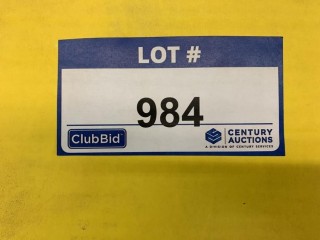 LOT #
984
ClubBid
CENTURY
AUCTIONS
A DIVISION OF CENTURY SERVICES